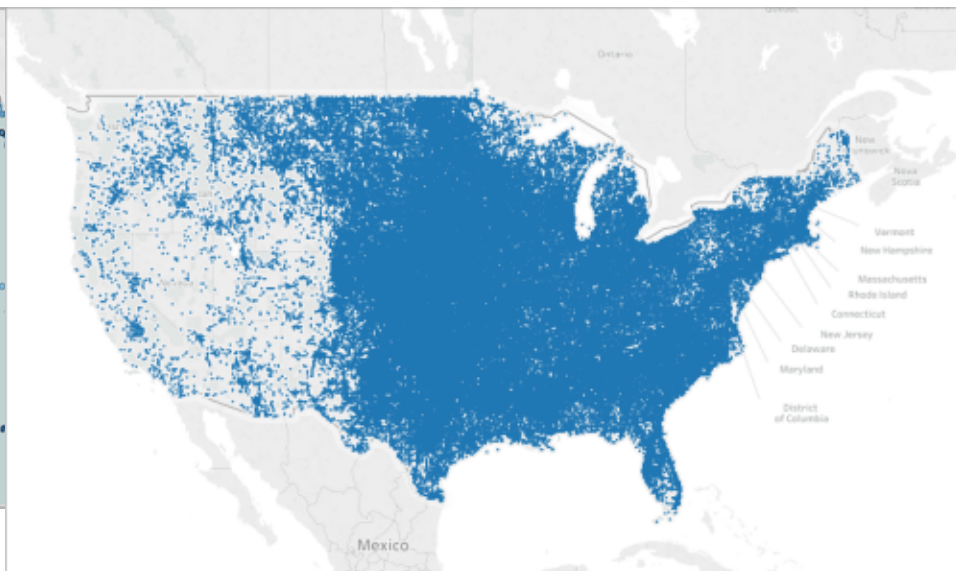 Ontario
New
Nova
Scotia
Vermont
New Hampshire
Massachusetts
Rhode Island
Connecticut
New Jersey
Delaware
Maryland
District
of Columbia
Mexico